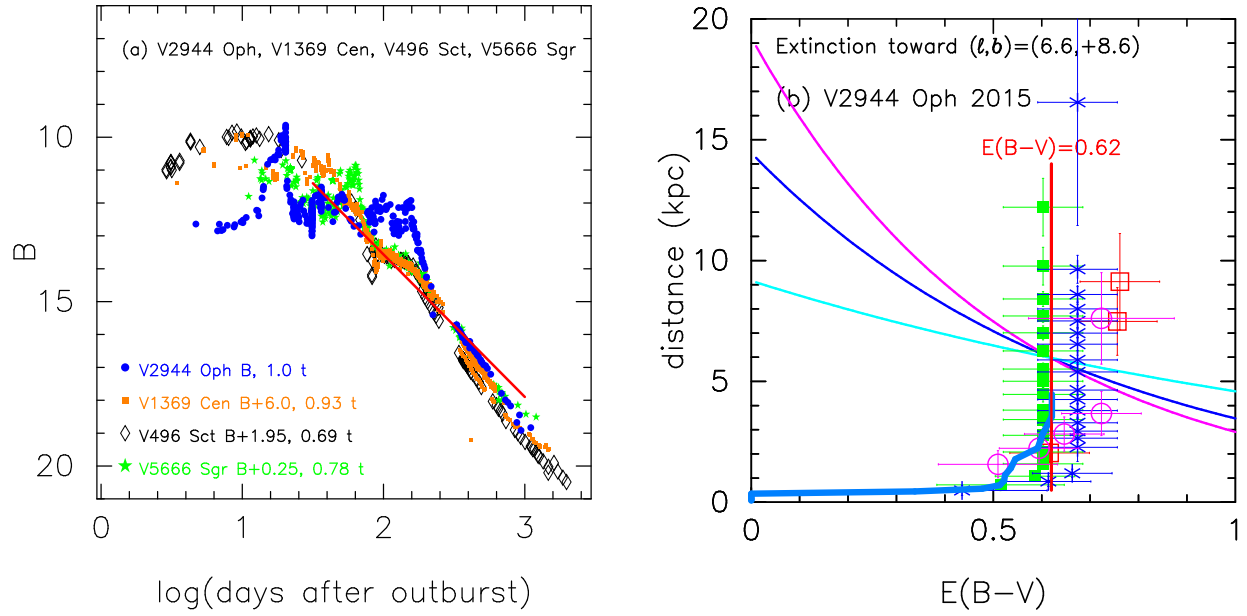 (a) V2944 Oph, V1369 Cen, V496 Sct, V5666 Sgr
10
15
20
B
V2944 Oph B, 1.0 t
V1369 Cen B+6.0, 0.93 t
V496 Sct B+1.95, 0.69 t
V5666 Sgr B+0.25, 0.78 t
0 1 2 3
log(days after outburst)
20
15
10
5
0
distance (kpc)
Extinction toward (l,b)=(6.6,+8.6)
(b) V2944 Oph 2015
E(B−V)=0.62
0 0.5 1
E(B−V)